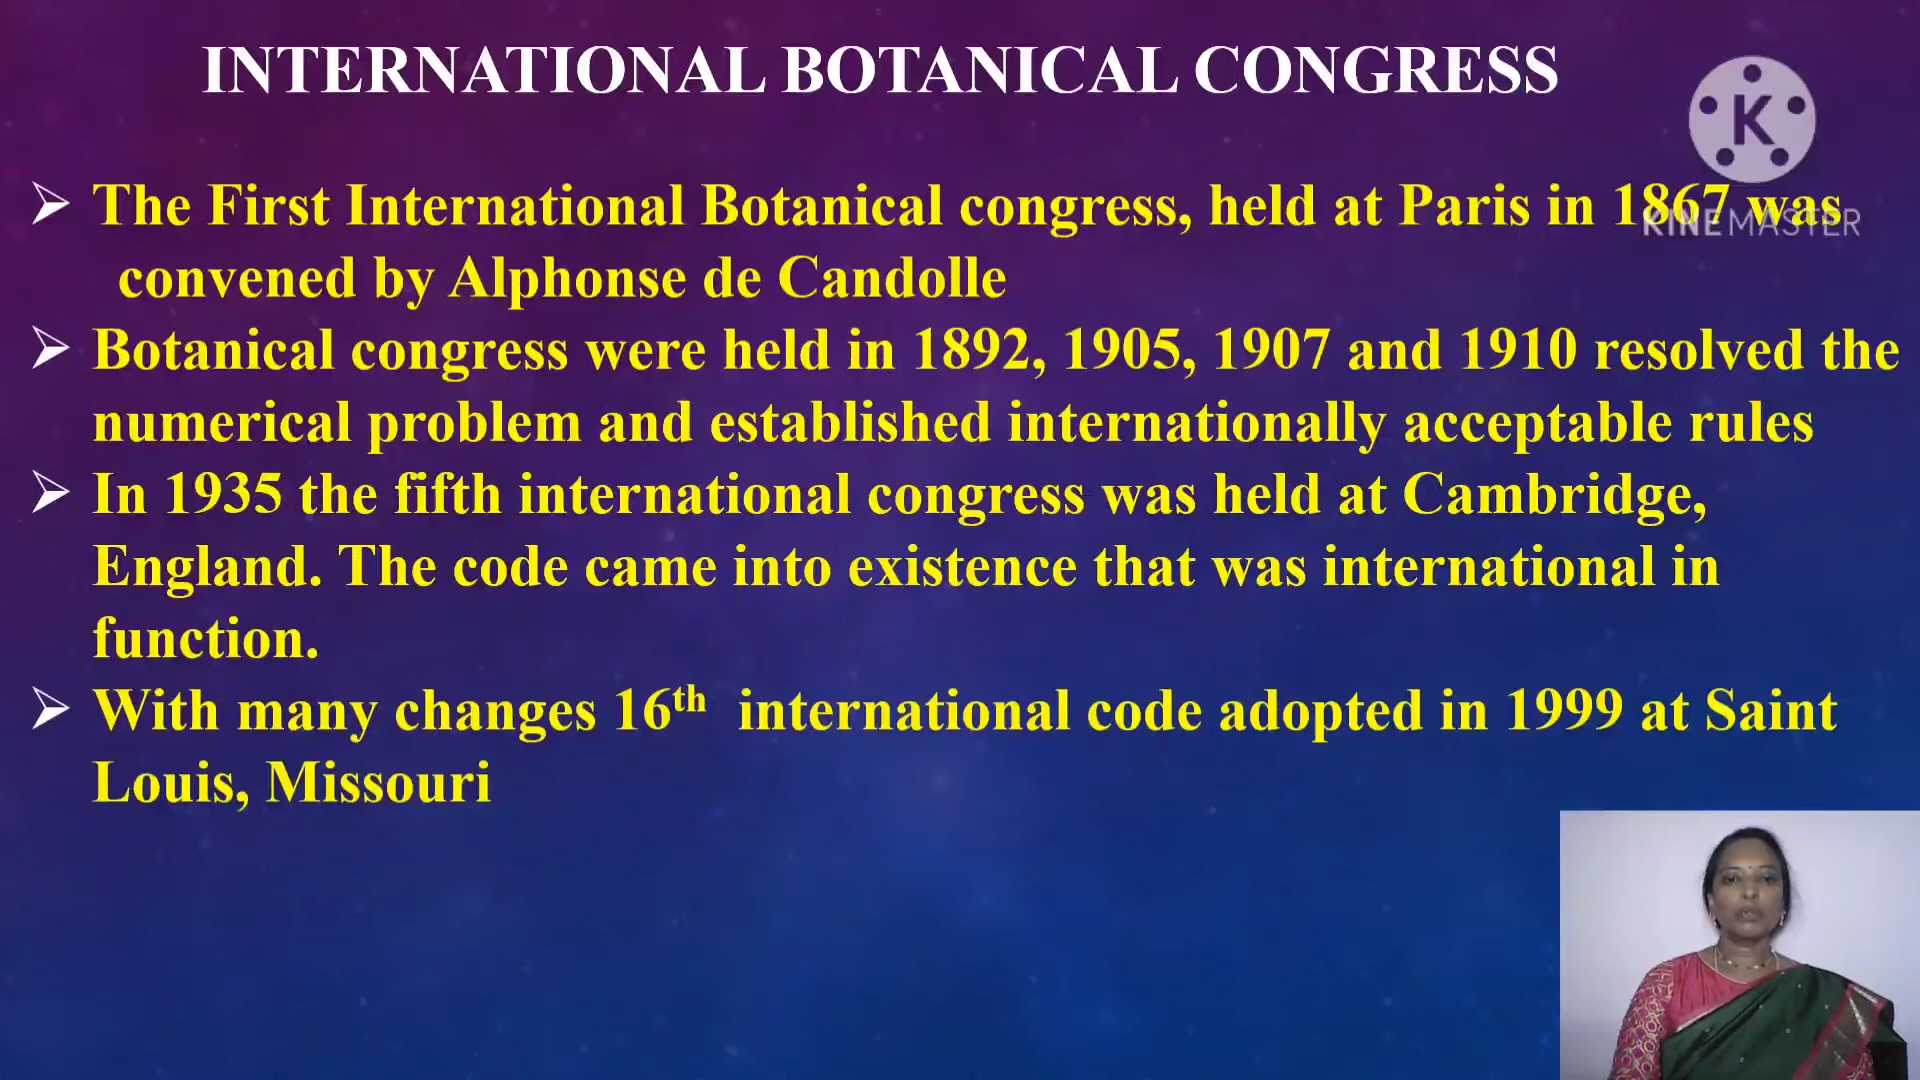 INTERNATIONAL BOTANICAL CONGRESS
K
KINEMASTER
The First International Botanical congress, held at Paris in 1867 was
convened by Alphonse de Candolle
Botanical congress were held in 1892, 1905, 1907 and 1910 resolved the
numerical problem and established internationally acceptable rules
In 1935 the fifth international congress was held at Cambridge,
England. The code came into existence that was international in
function.
With many changes 16th international code adopted in 1999 at Saint
Louis, Missouri